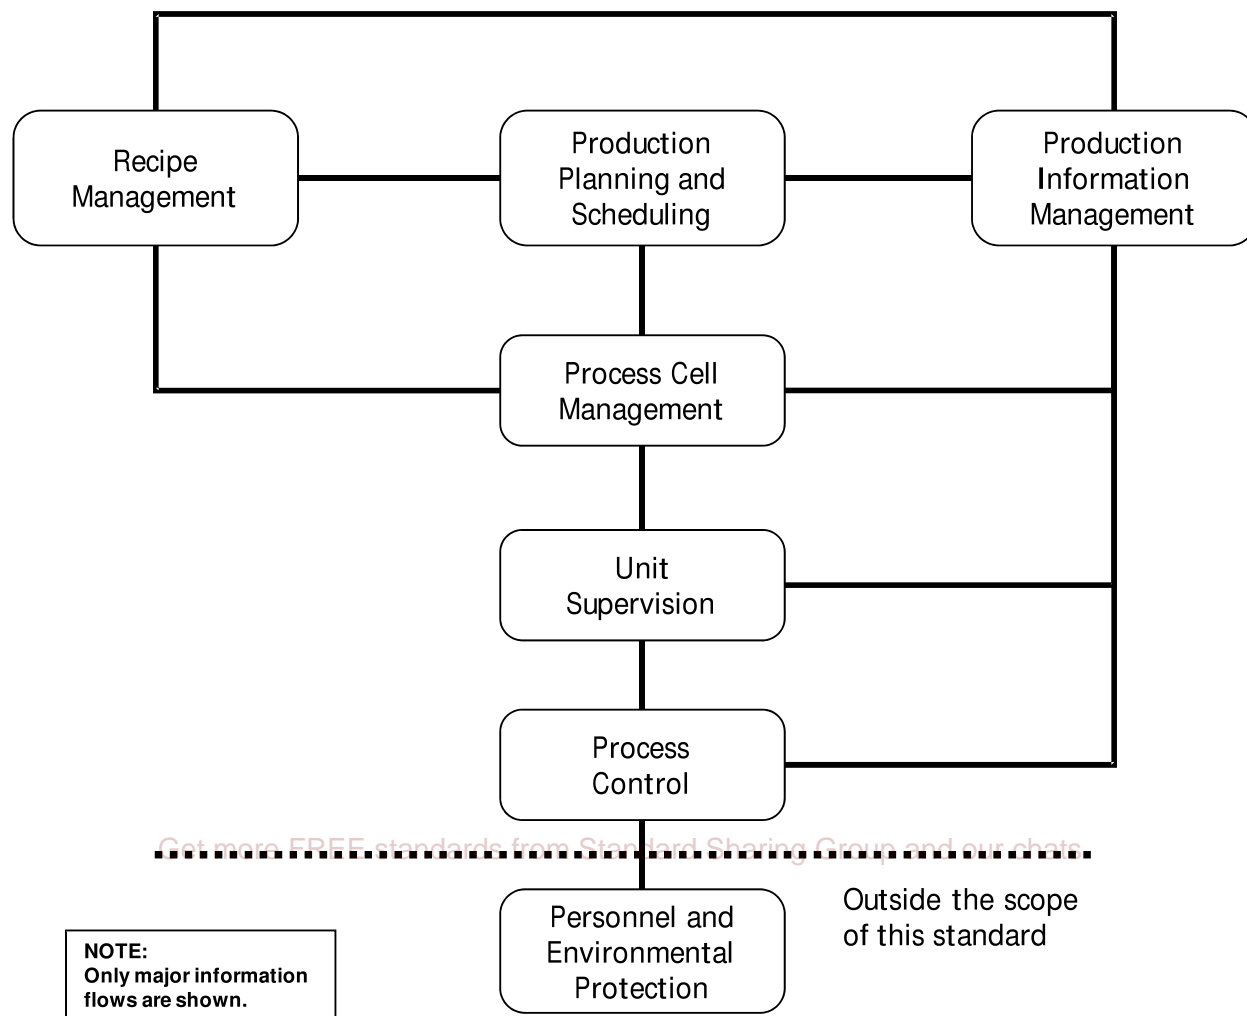 Recipe
Management
Production
Planning and
Scheduling
Production
Information
Management
Process Cell
Management
Unit
Supervision
Process
Control
Get more FREE standards from Standard Sharing Group and our chats
Personnel and
Environmental
Protection
Outside the scope
of this standard
NOTE:
Only major information
flows are shown.